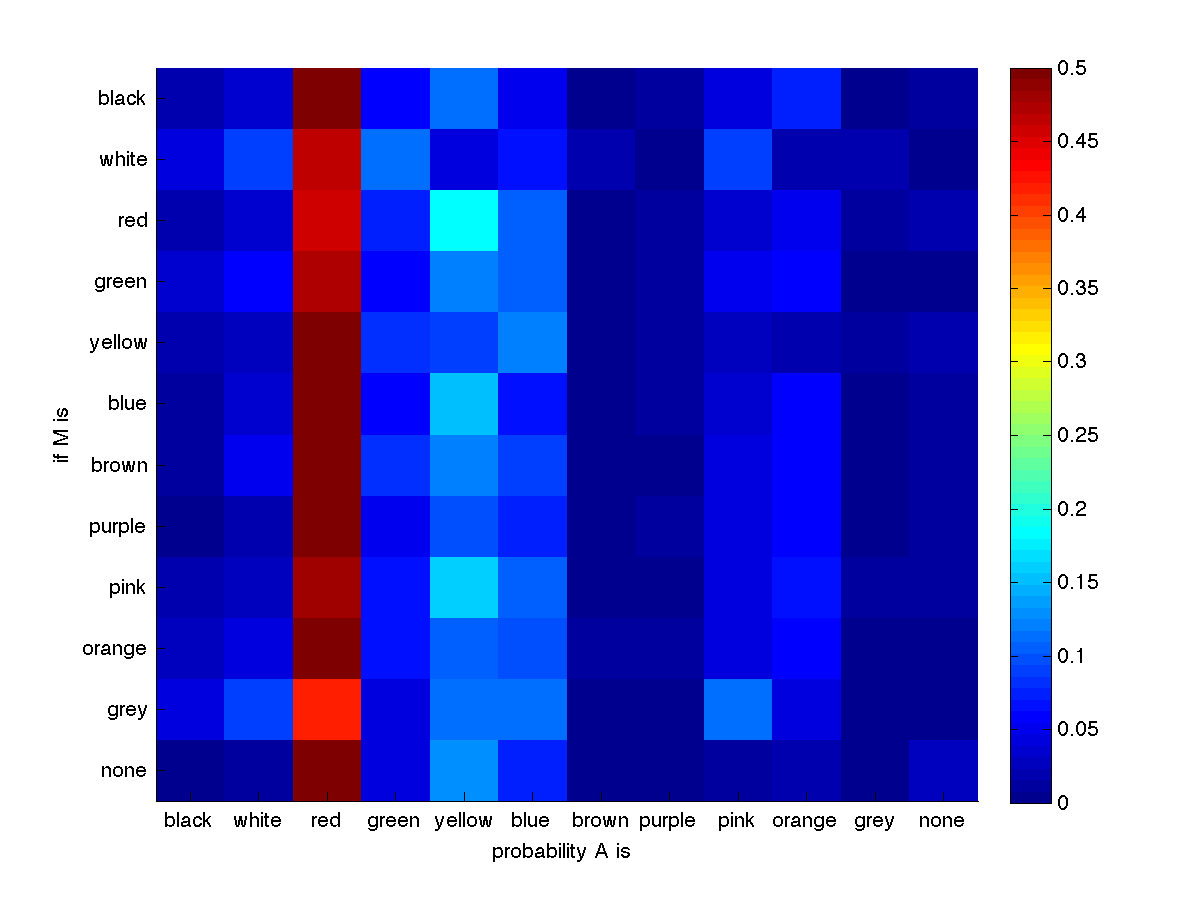 black
white
red
green
yellow
blue
brown
purple
pink
orange
grey
none
if M is
black white red green yellow blue brown purple pink orange grey none
probability A is
0.5
0.45
0.4
0.35
0.3
0.25
0.2
0.15
0.1
0.05
0